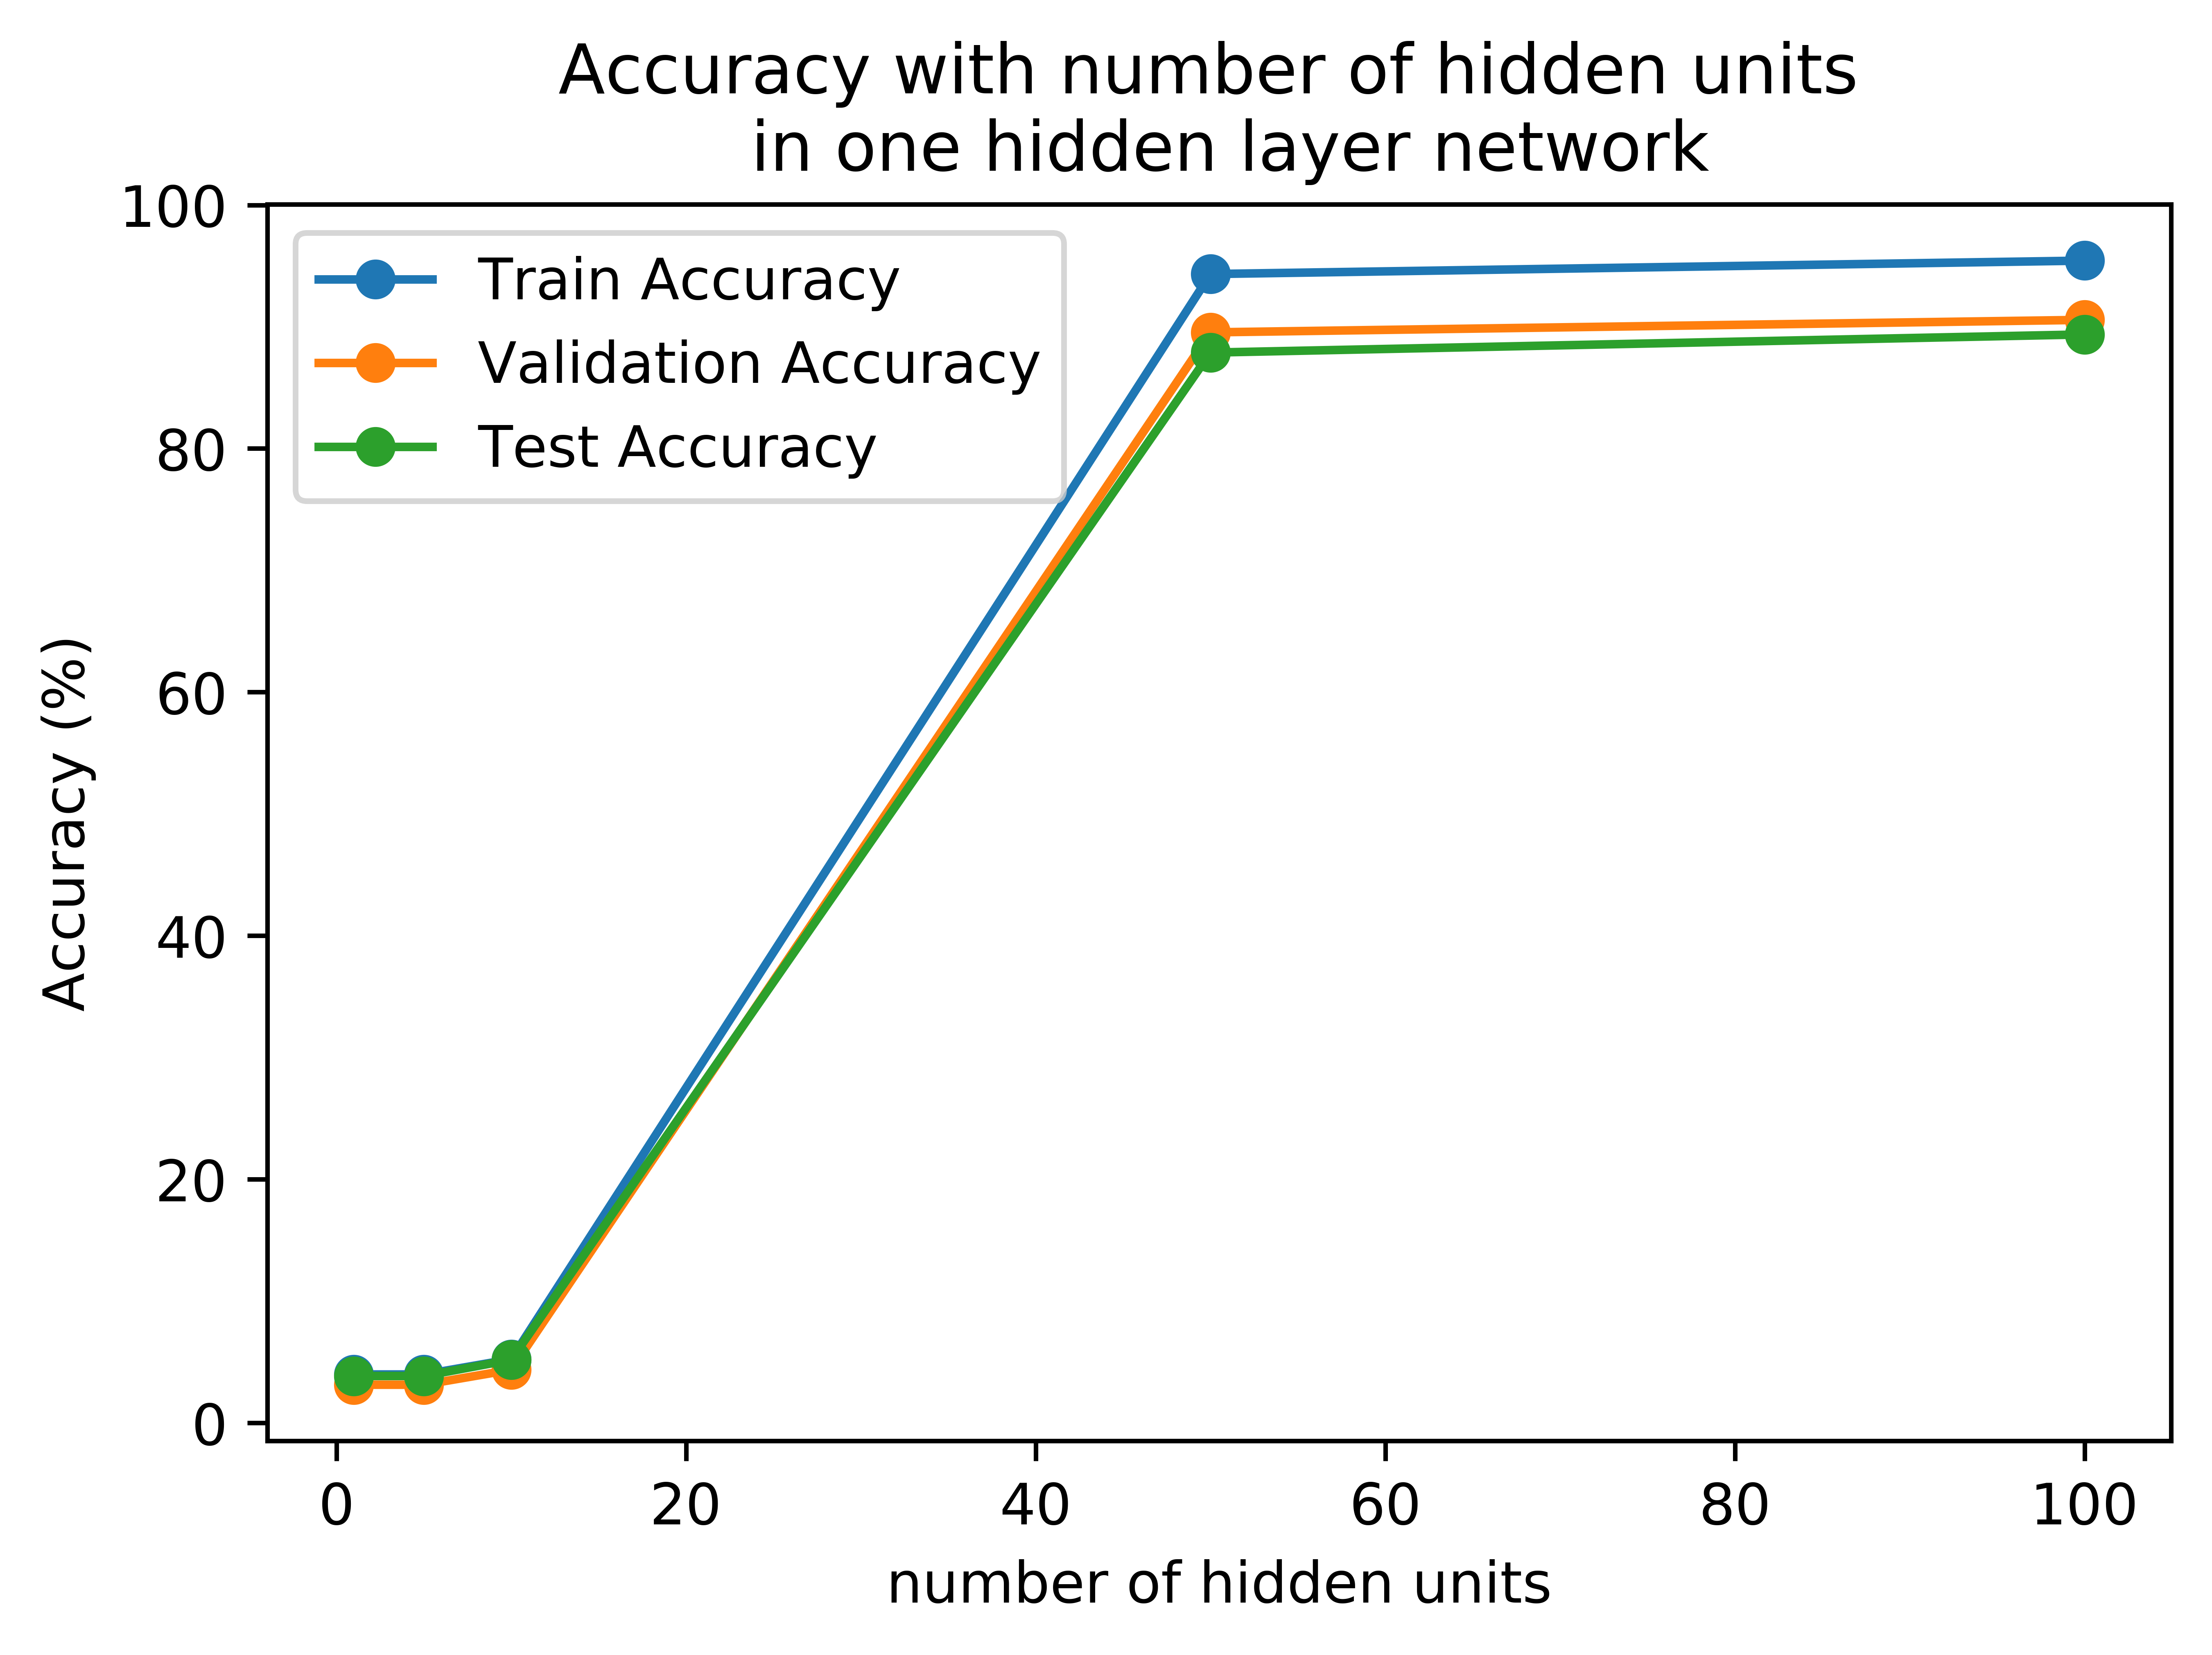 Accuracy with number of hidden units
in one hidden layer network
100
80
60
40
20
0
Accuracy (%)
Train Accuracy
Validation Accuracy
Test Accuracy
0 20 40 60 80 100
number of hidden units